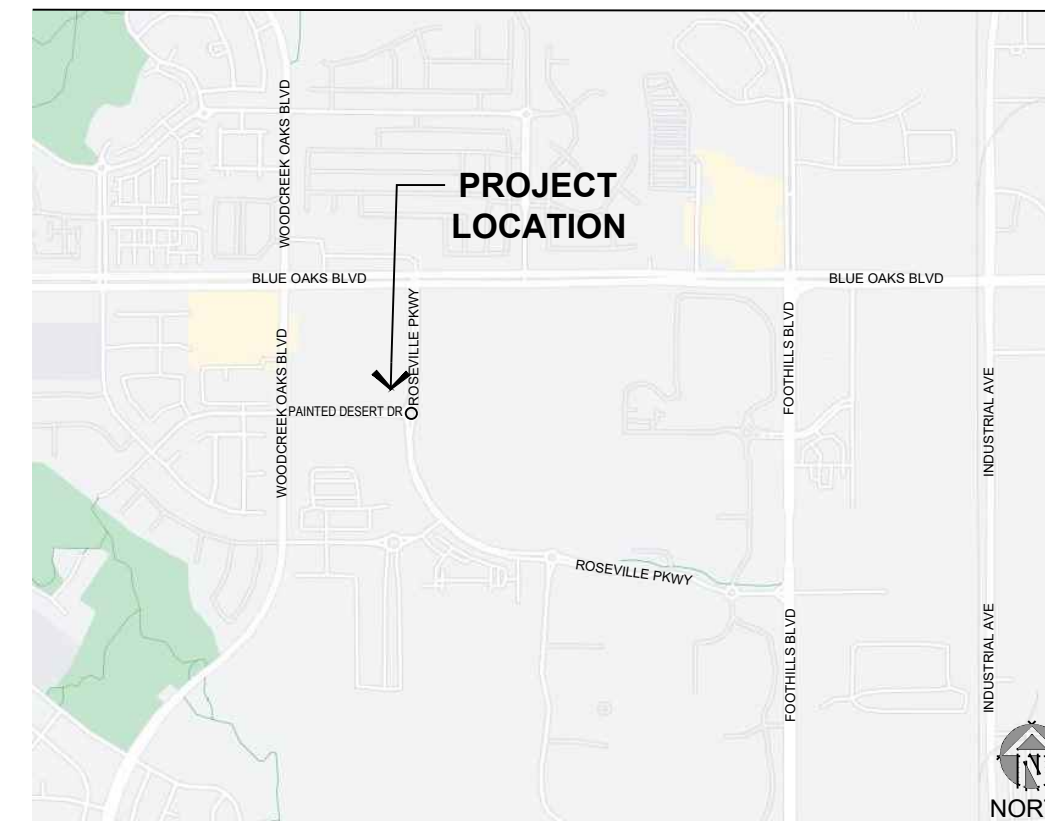 WOODCREEK OAKS BLVD
PROJECT
LOCATION
BLUE OAKS BLVD
BLUE OAKS BLVD
ROSEVILLE PKWY
FOOTHILLS BLVD
WOODCREEK OAKS BLVD
PAINTED DESERT DR
INDUSTRIAL AVE
ROSEVILLE PKWY
FOOTHILLS BLVD
INDUSTRIAL AVE